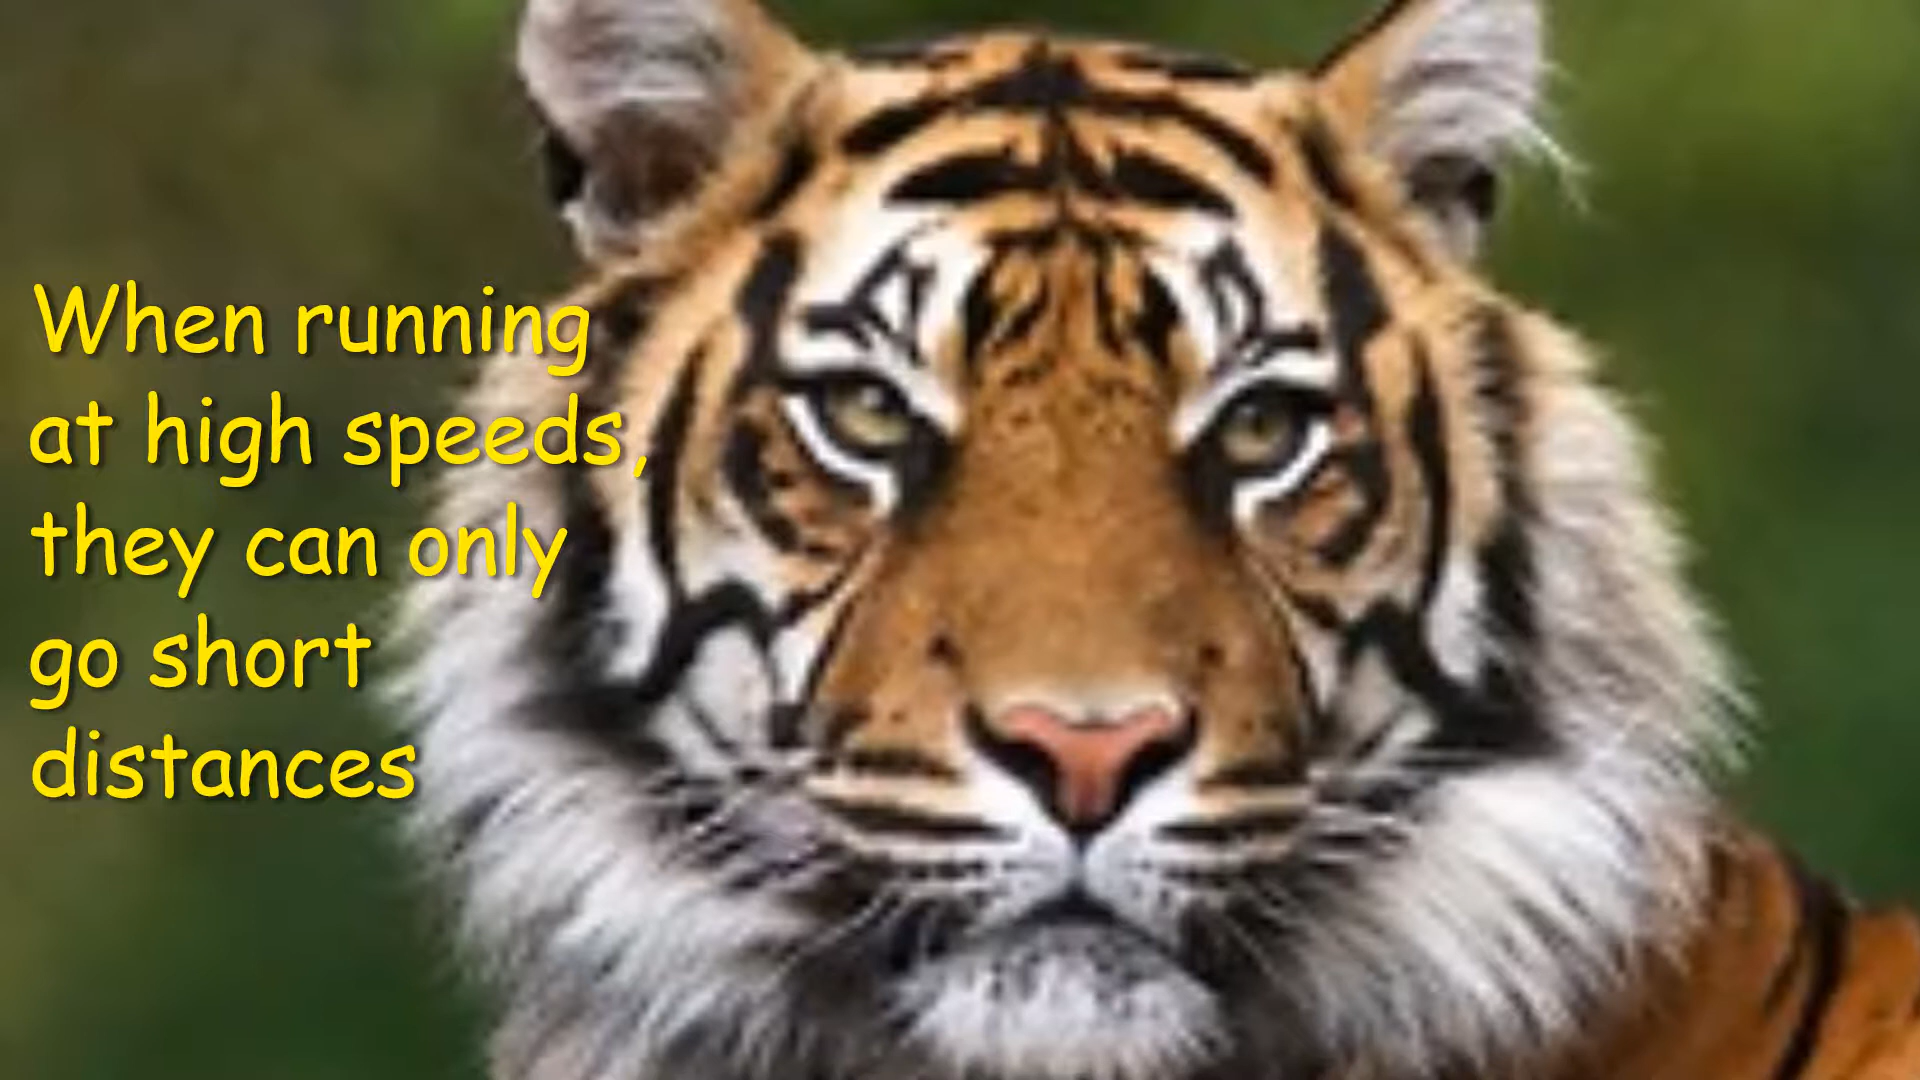 When running
at high speeds,
they can only
go short
distances